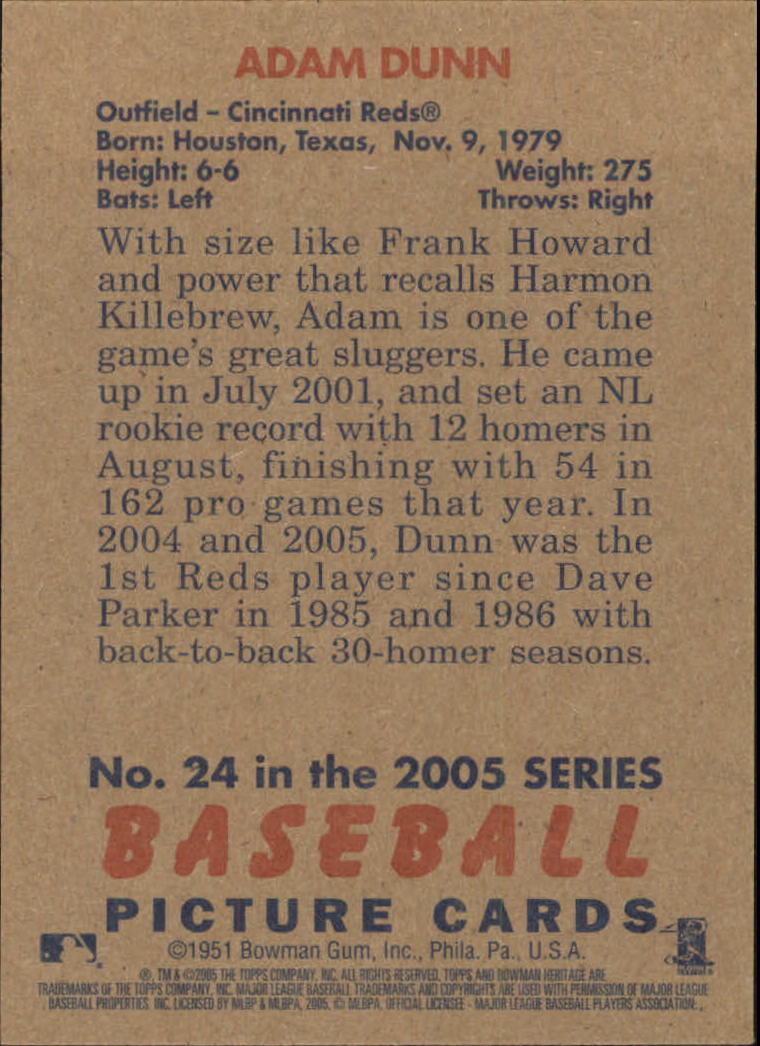 ADAM DUNN
Outfield – Cincinnati Reds®
Born: Houston, Texas, Nov. 9, 1979
Height: 6-6 Weight: 275
Bats: Left Throws: Right
With size like Frank Howard
and power that recalls Harmon
Killebrew, Adam is one of the
game's great sluggers. He came
up in July 2001, and set an NL
rookie record with 12 homers in
August, finishing with 54 in
162 pro games that year. In
2004 and 2005, Dunn was the
1st Reds player since Dave
Parker in 1985 and 1986 with
back-to-back 30-homer seasons.
No. 24 in the 2005 SERIES
BASEBALL
PICTURE CARDS
©1951 Bowman Gum, Inc., Phila. Pa., U.S.A.
®, TM & ©2005 THE TOPPS COMPANY, INC. ALL RIGHTS RESERVED. TOPPS AND BOWMAN HERITAGE ARE
TRADEMARKS OF THE TOPPS COMPANY, INC. MAJOR LEAGUE BASEBALL TRADEMARKS AND COPYRIGHTS ARE USED WITH PERMISSION OF MAJOR LEAGUE
BASEBALL PROPERTIES, INC. LICENSED BY MLBP & MLBPA, 2005. © MLBPA. OFFICIAL LICENSEE - MAJOR LEAGUE BASEBALL PLAYERS ASSOCIATION.